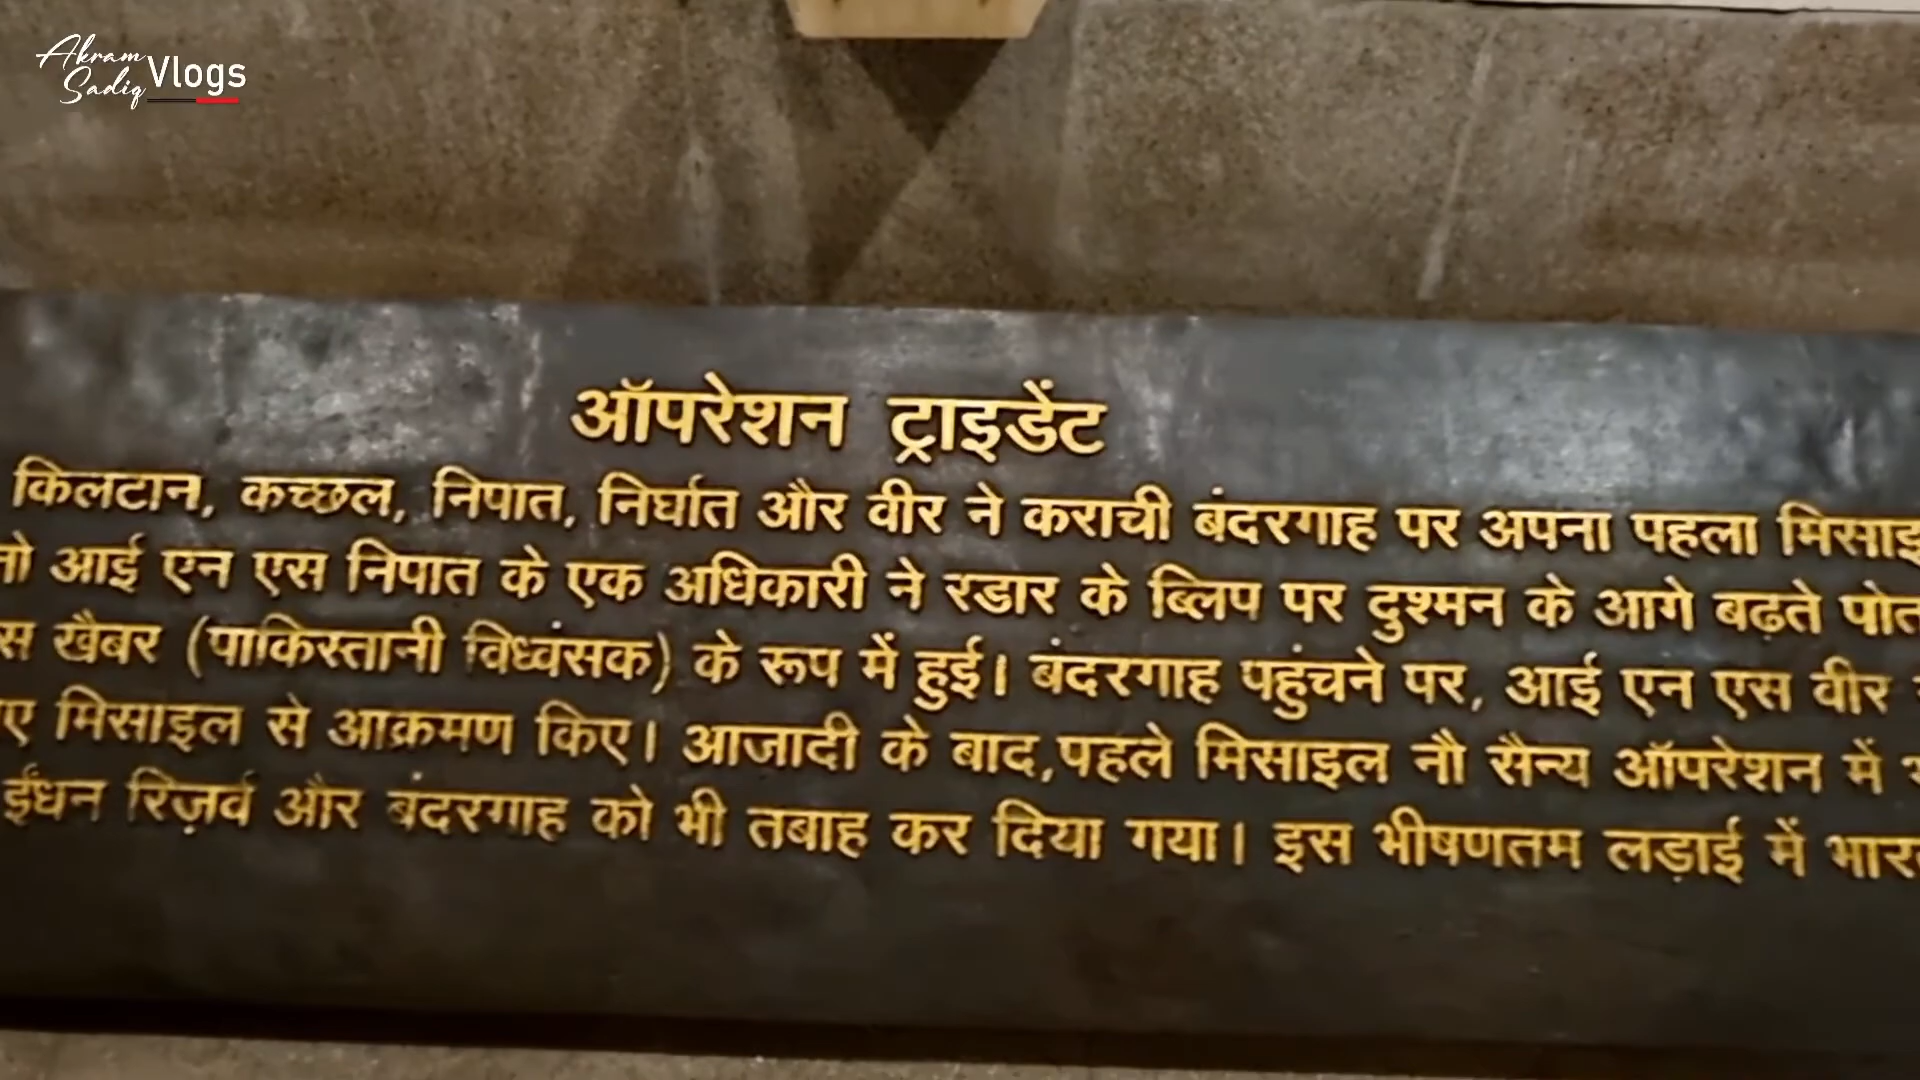 Akram Sadiq Vlogs
ऑपरेशन ट्राइडेंट
किलटान, कच्छल, निपात, निर्घात और वीर ने कराची बंदरगाह पर अपना पहला
आई एन एस निपात के एक अधिकारी ने रडार के ब्लिप पर दुश्मन के आगे बढ़ते
खैबर (पाकिस्तानी विध्वंसक) के रूप में हुई। बंदरगाह पहुंचने पर, आई एन एस वीर
मिसाइल से आक्रमण किए। आजादी के बाद,पहले मिसाइल नौ सैन्य ऑपरेशन में
ईंधन रिज़र्व और बंदरगाह को भी तबाह कर दिया गया। इस भीषणतम लड़ाई में